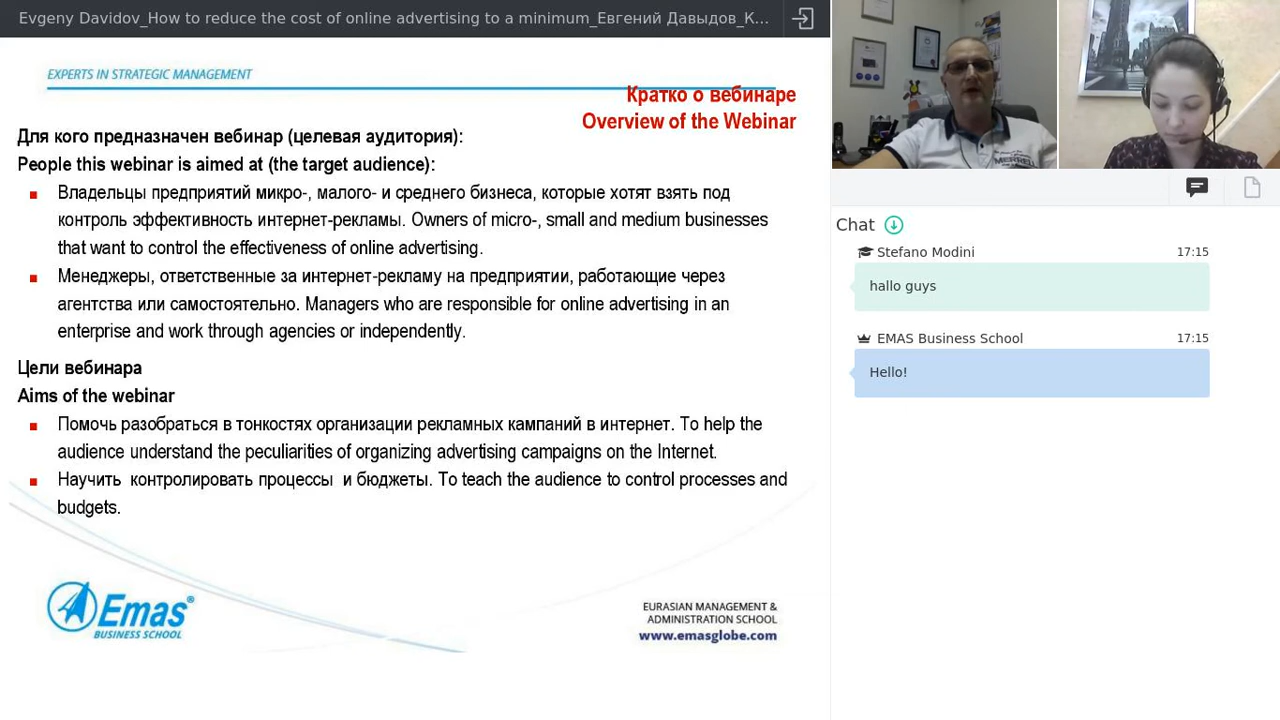 Evgeny Davidov_How to reduce the cost of online advertising to a minimum_Евгений Давыдов_К...
EXPERTS IN STRATEGIC MANAGEMENT
Кратко о вебинаре
Overview of the Webinar
Для кого предназначен вебинар (целевая аудитория):
People this webinar is aimed at (the target audience):
Владельцы предприятий микро-, малого- и среднего бизнеса, которые хотят взять под
контроль эффективность интернет-рекламы. Owners of micro-, small and medium businesses
that want to control the effectiveness of online advertising.
Менеджеры, ответственные за интернет-рекламу на предприятии, работающие через
агентства или самостоятельно. Managers who are responsible for online advertising in an
enterprise and work through agencies or independently.
Цели вебинара
Aims of the webinar
Помочь разобраться в тонкостях организации рекламных кампаний в интернет. To help the
audience understand the peculiarities of organizing advertising campaigns on the Internet.
Научить контролировать процессы и бюджеты. To teach the audience to control processes and
budgets.
Emas®
BUSINESS SCHOOL
EURASIAN MANAGEMENT &
ADMINISTRATION SCHOOL
www.emasglobe.com
MERRELL
Chat
Stefano Modini 17:15
hallo guys
EMAS Business School 17:15
Hello!